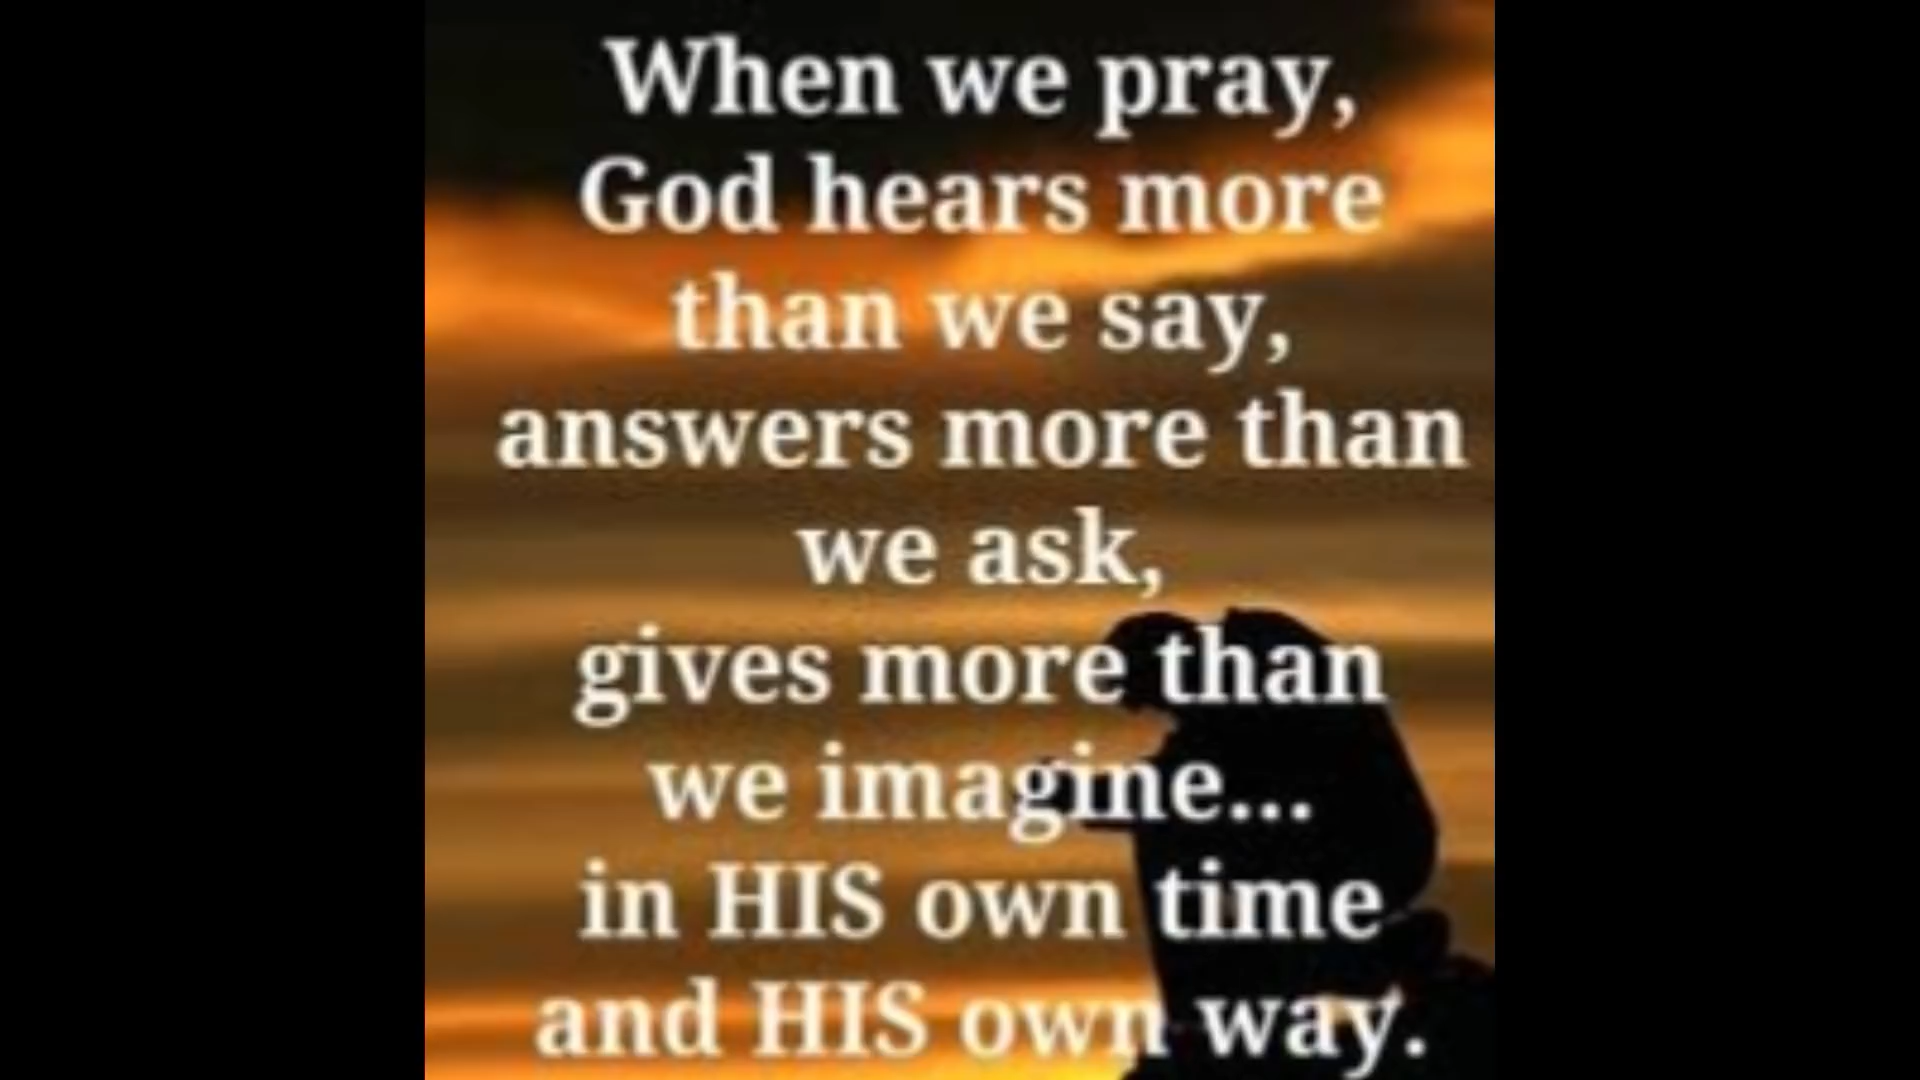 When we pray,
God hears more
than we say,
answers more than
we ask,
gives more than
we imagine...
in HIS own time
and HIS own way.